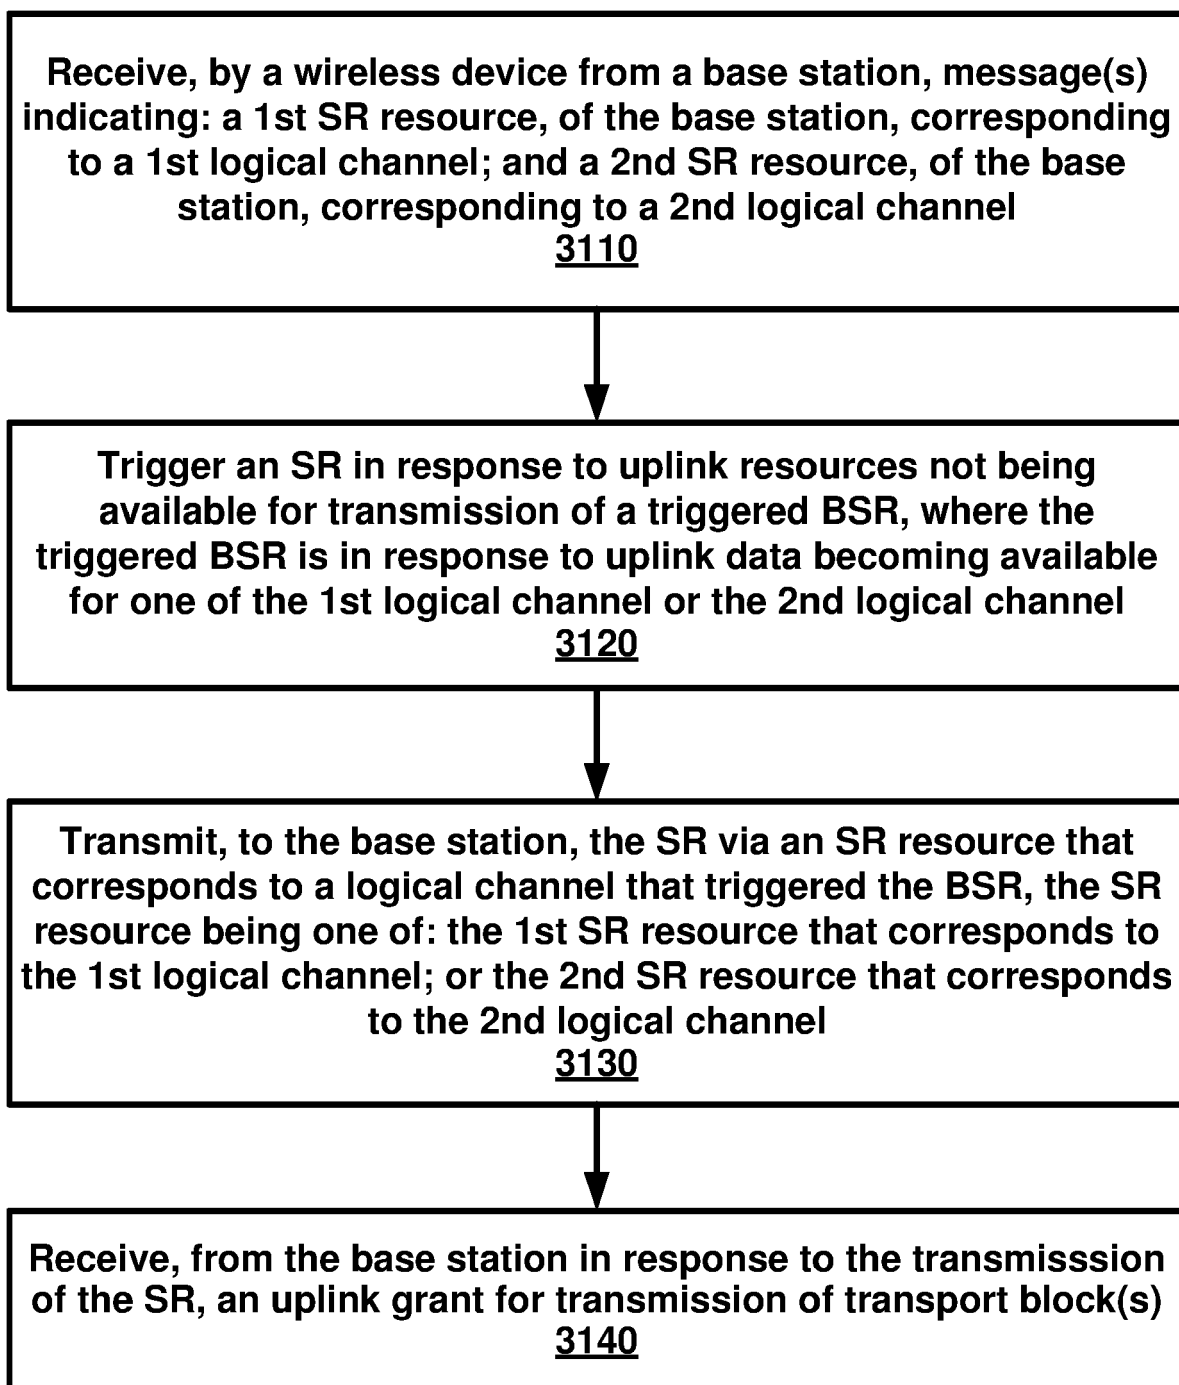 Receive, by a wireless device from a base station, message(s)
indicating: a 1st SR resource, of the base station, corresponding
to a 1st logical channel; and a 2nd SR resource, of the base
station, corresponding to a 2nd logical channel
3110
Trigger an SR in response to uplink resources not being
available for transmission of a triggered BSR, where the
triggered BSR is in response to uplink data becoming available
for one of the 1st logical channel or the 2nd logical channel
3120
Transmit, to the base station, the SR via an SR resource that
corresponds to a logical channel that triggered the BSR, the SR
resource being one of: the 1st SR resource that corresponds to
the 1st logical channel; or the 2nd SR resource that corresponds
to the 2nd logical channel
3130
Receive, from the base station in response to the transmisssion
of the SR, an uplink grant for transmission of transport block(s)
3140